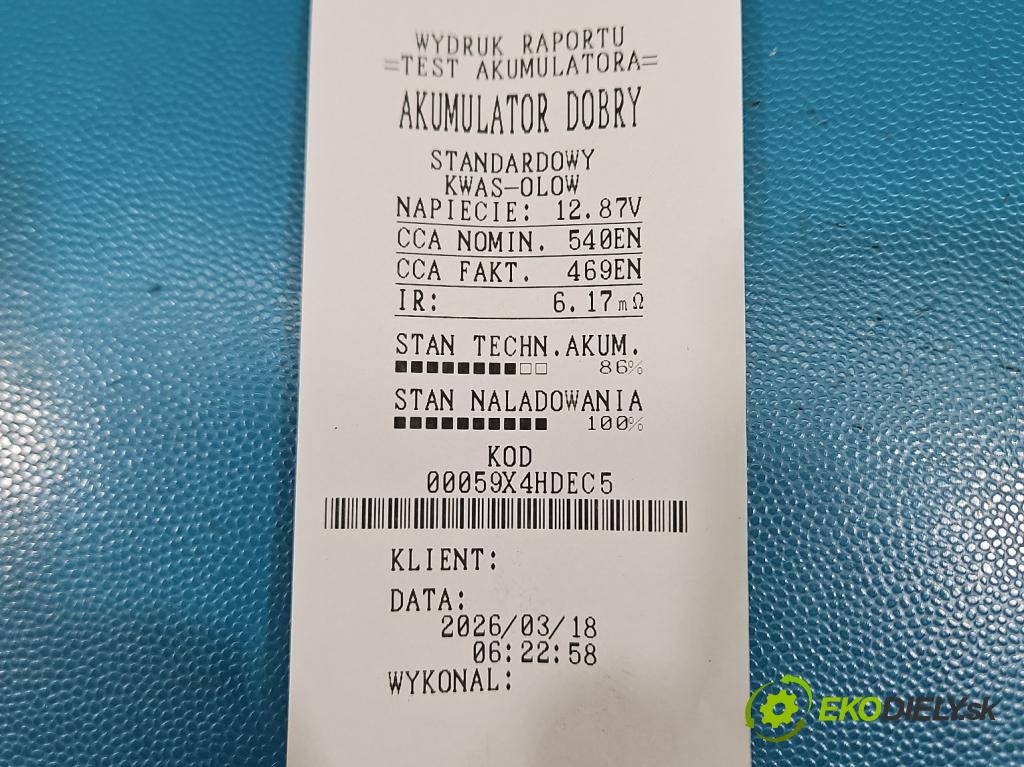 WYDRUK RAPORTU
=TEST AKUMULATORA=
AKUMULATOR DOBRY
STANDARDOWY
KWAS-OLOW
NAPIECIE: 12.87V
CCA NOMIN. 540EN
CCA FAKT. 469EN
IR: 6.17mΩ
STAN TECHN.AKUM.
86%
STAN NALADOWANIA
100%
KOD
00059X4HDEC5
KLIENT:
DATA:
2026/03/18
06:22:58
WYKONAL:
EKODIELY.sk